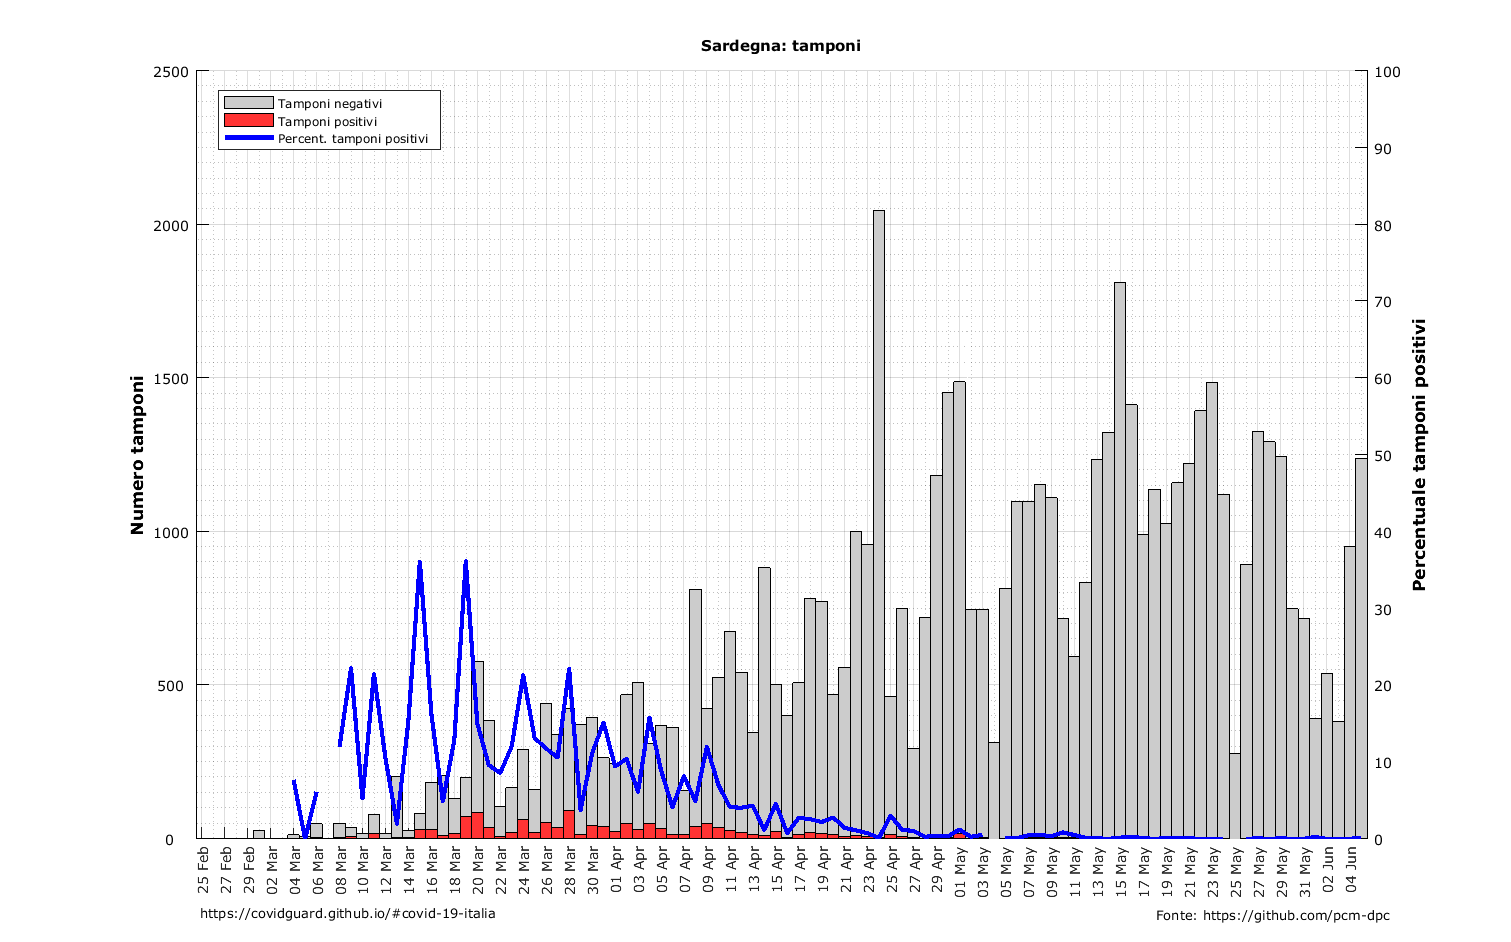 Sardegna: tamponi
2500
2000
1500
1000
500
0
Numero tamponi
Tamponi negativi
Tamponi positivi
Percent. tamponi positivi
100
90
80
70
60
50
40
30
20
10
0
Percentuale tamponi positivi
25 Feb
27 Feb
29 Feb
02 Mar
04 Mar
06 Mar
08 Mar
10 Mar
12 Mar
14 Mar
16 Mar
18 Mar
20 Mar
22 Mar
24 Mar
26 Mar
28 Mar
30 Mar
01 Apr
03 Apr
05 Apr
07 Apr
09 Apr
11 Apr
13 Apr
15 Apr
17 Apr
19 Apr
21 Apr
23 Apr
25 Apr
27 Apr
29 Apr
01 May
03 May
05 May
07 May
09 May
11 May
13 May
15 May
17 May
19 May
21 May
23 May
25 May
27 May
29 May
31 May
02 Jun
04 Jun
https://covidguard.github.io/#covid-19-italia
Fonte: https://github.com/pcm-dpc